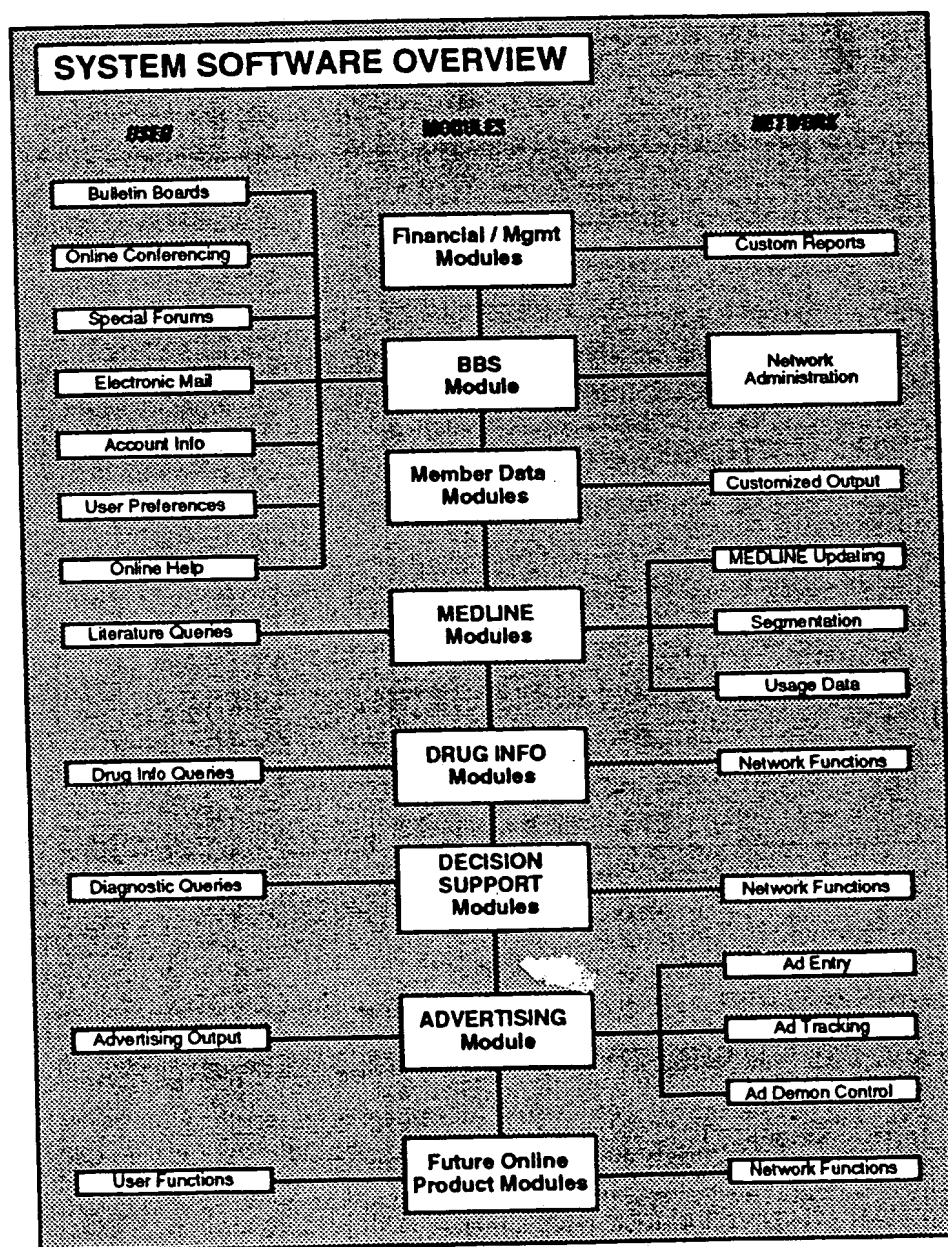 SYSTEM SOFTWARE OVERVIEW
USER
MODULES
NETWORK
Bulletin Boards
Online Conferencing
Special Forums
Electronic Mail
Account Info
User Preferences
Online Help
Literature Queries
Drug Info Queries
Diagnostic Queries
Advertising Output
User Functions
Financial / Mgmt
Modules
BBS
Module
Member Data
Modules
MEDLINE
Modules
DRUG INFO
Modules
DECISION
SUPPORT
Modules
ADVERTISING
Module
Future Online
Product Modules
Custom Reports
Network
Administration
Customized Output
MEDLINE Updating
Segmentation
Usage Data
Network Functions
Network Functions
Ad Entry
Ad Tracking
Ad Demon Control
Network Functions